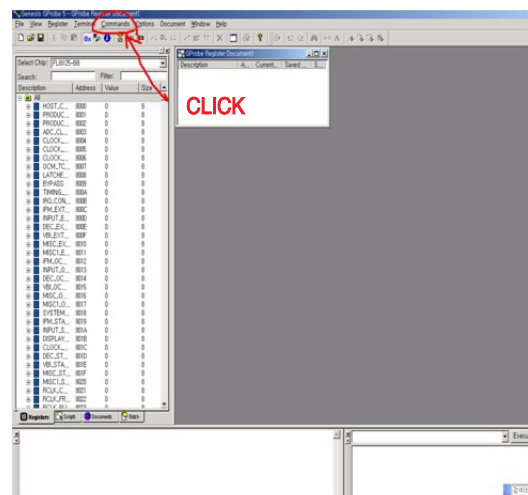 Genesis GProbe 5 - GProbe Register Document1
File View Register Terminal Commands Options Document Window Help
GProbe Register Document1
Description A... Current... Saved ... S...
CLICK
Select Chip: FLI8125-BB
Search: Filter:
Description Address Value Size
All
HOST_C... 0000 0 8
PRODUC... 0001 0 8
PRODUC... 0002 0 8
ADC_CL... 0003 0 8
CLOCK_... 0004 0 8
CLOCK_... 0005 0 8
CLOCK_... 0006 0 8
OCM_TC... 0007 0 8
LATCHE... 0008 0 8
BYPASS 0009 0 8
TIMING_... 000A 0 8
IRQ_CON... 000B 0 8
IFM_EXT... 000C 0 8
INPUT_E... 000D 0 8
DEC_EX... 000E 0 8
VBI_EXT... 000F 0 8
MISC_EX... 0010 0 8
MISC1_E... 0011 0 8
IFM_OC... 0012 0 8
INPUT_O... 0013 0 8
DEC_OC... 0014 0 8
VBI_OC... 0015 0 8
MISC_O... 0016 0 8
MISC1_O... 0017 0 8
SYSTEM... 0018 0 8
IFM_STA... 0019 0 8
INPUT_S... 001A 0 8
DISPLAY... 001B 0 8
CLOCK_... 001C 0 8
DEC_ST... 001D 0 8
VBI_STA... 001E 0 8
MISC_ST... 001F 0 8
MISC1_S... 0020 0 8
RCLK_C... 0021 0 8
RCLK_FR... 0022 0 8
Registers Scripts Documents Batch
Execu